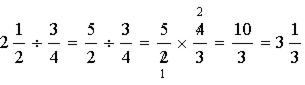 2 1/2 ÷ 3/4 = 5/2 ÷ 3/4 = 5/2̸ 1 × 4̸ 2/3 = 10/3 = 3 1/3